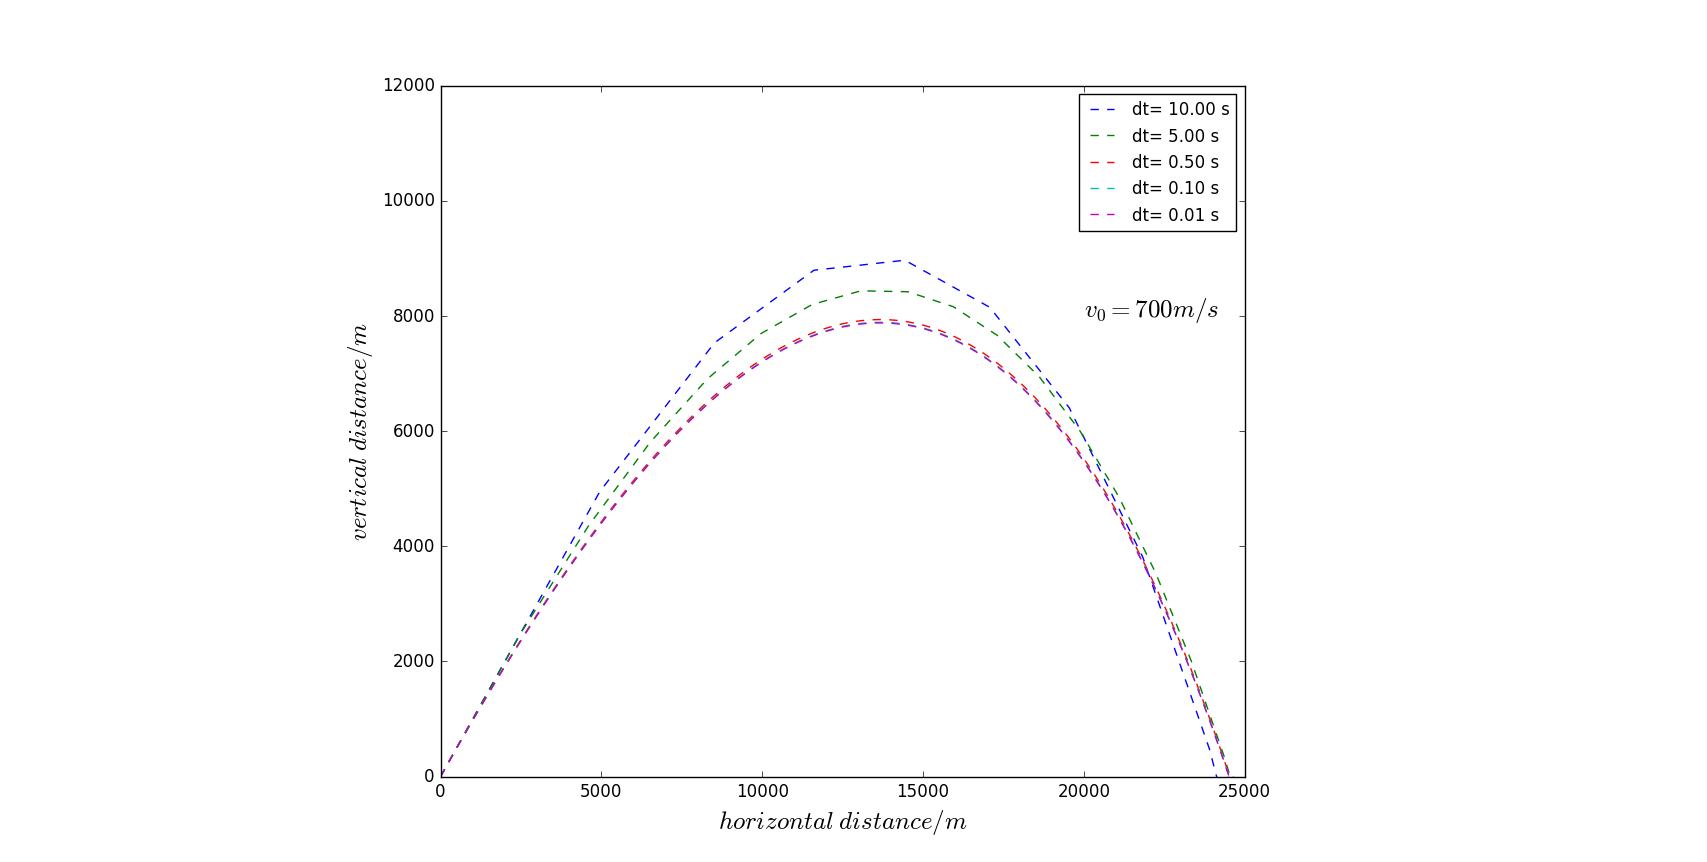 12000
10000
8000
6000
4000
2000
0
vertical distance/m
dt= 10.00 s
dt= 5.00 s
dt= 0.50 s
dt= 0.10 s
dt= 0.01 s
v₀ = 700m/s
0 5000 10000 15000 20000 25000
horizontal distance/m